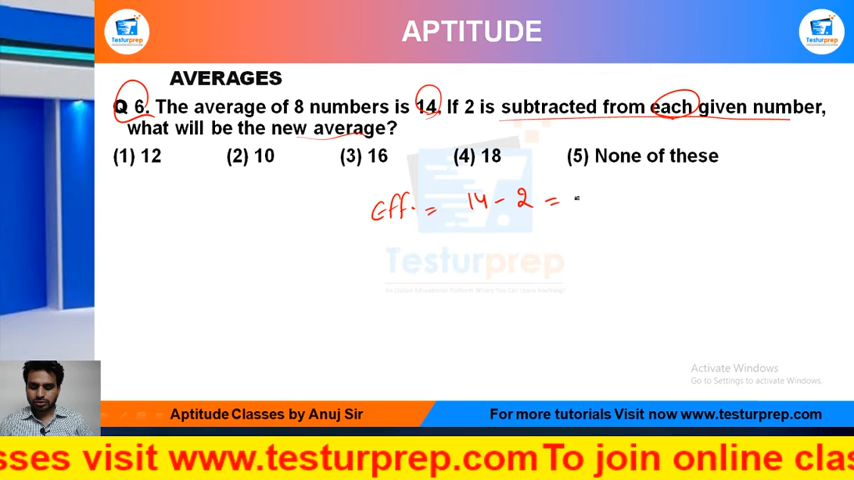 Testurprep
APTITUDE
Testurprep
AVERAGES
Q 6. The average of 8 numbers is 14. If 2 is subtracted from each given number,
what will be the new average?
(1) 12 (2) 10 (3) 16 (4) 18 (5) None of these
Eff. = 14 - 2 =
Testurprep
Activate Windows
Go to Settings to activate Windows.
Aptitude Classes by Anuj Sir
For more tutorials Visit now www.testurprep.com
sses visit www.testurprep.com To join online clas